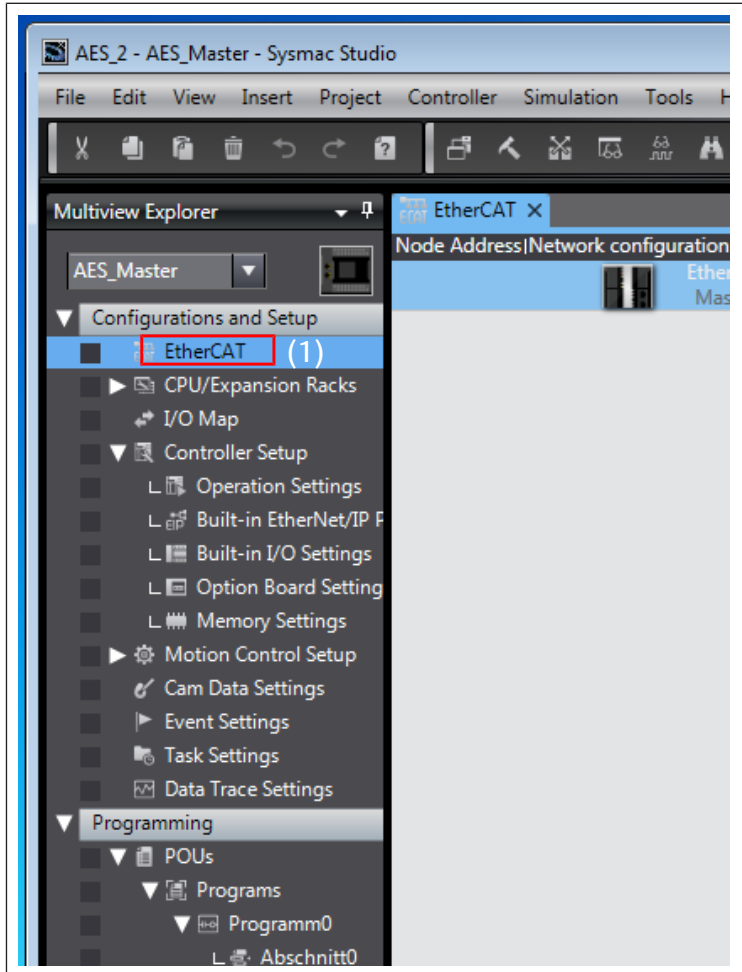 AES_2 - AES_Master - Sysmac Studio
File Edit View Insert Project Controller Simulation Tools H
Multiview Explorer
EtherCAT
Node Address|Network configuration
AES_Master
Ether
Mas
Configurations and Setup
EtherCAT (1)
CPU/Expansion Racks
I/O Map
Controller Setup
Operation Settings
Built-in EtherNet/IP P
Built-in I/O Settings
Option Board Setting
Memory Settings
Motion Control Setup
Cam Data Settings
Event Settings
Task Settings
Data Trace Settings
Programming
POUs
Programs
Programm0
Abschnitt0